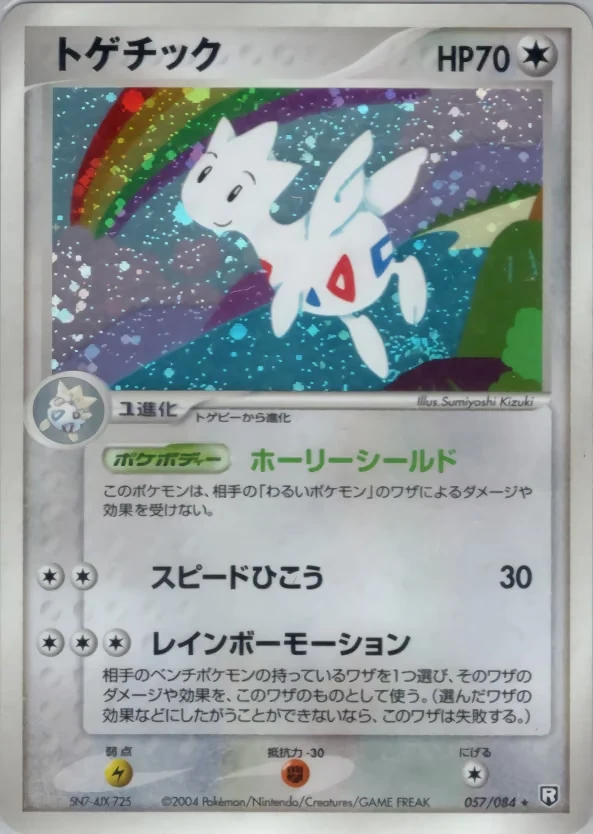 トゲチック HP70
Illus. Sumiyoshi Kizuki
1進化 トゲピーから進化
ポケボディー ホーリーシールド
このポケモンは、相手の「わるいポケモン」のワザによるダメージや
効果を受けない。
スピードひこう 30
レインボーモーション
相手のベンチポケモンの持っているワザを1つ選び、そのワザの
ダメージや効果を、このワザのものとして使う。（選んだワザの
効果などにしたがうことができないなら、このワザは失敗する。）
弱点 抵抗力 -30 にげる
5N7-4JX 725 ©2004 Pokémon/Nintendo/Creatures/GAME FREAK 057/084 ★ R